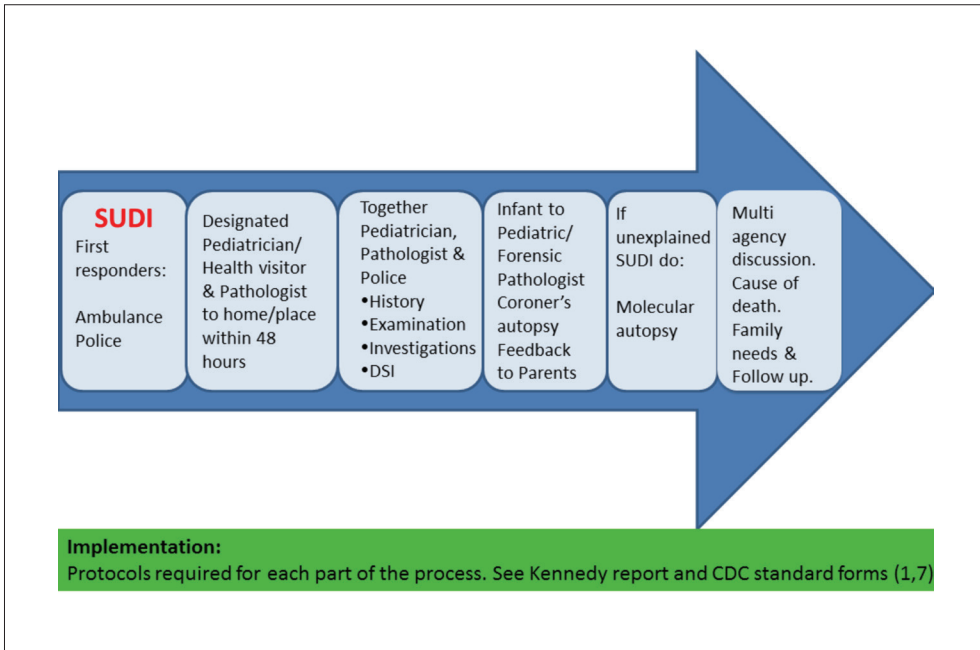 SUDI
First
responders:
Ambulance
Police
Designated
Pediatrician/
Health visitor
& Pathologist
to home/place
within 48
hours
Together
Pediatrician,
Pathologist &
Police
•History
•Examination
•Investigations
•DSI
Infant to
Pediatric/
Forensic
Pathologist
Coroner's
autopsy
Feedback
to Parents
If
unexplained
SUDI do:
Molecular
autopsy
Multi
agency
discussion.
Cause of
death.
Family
needs &
Follow up.
Implementation:
Protocols required for each part of the process. See Kennedy report and CDC standard forms (1,7)